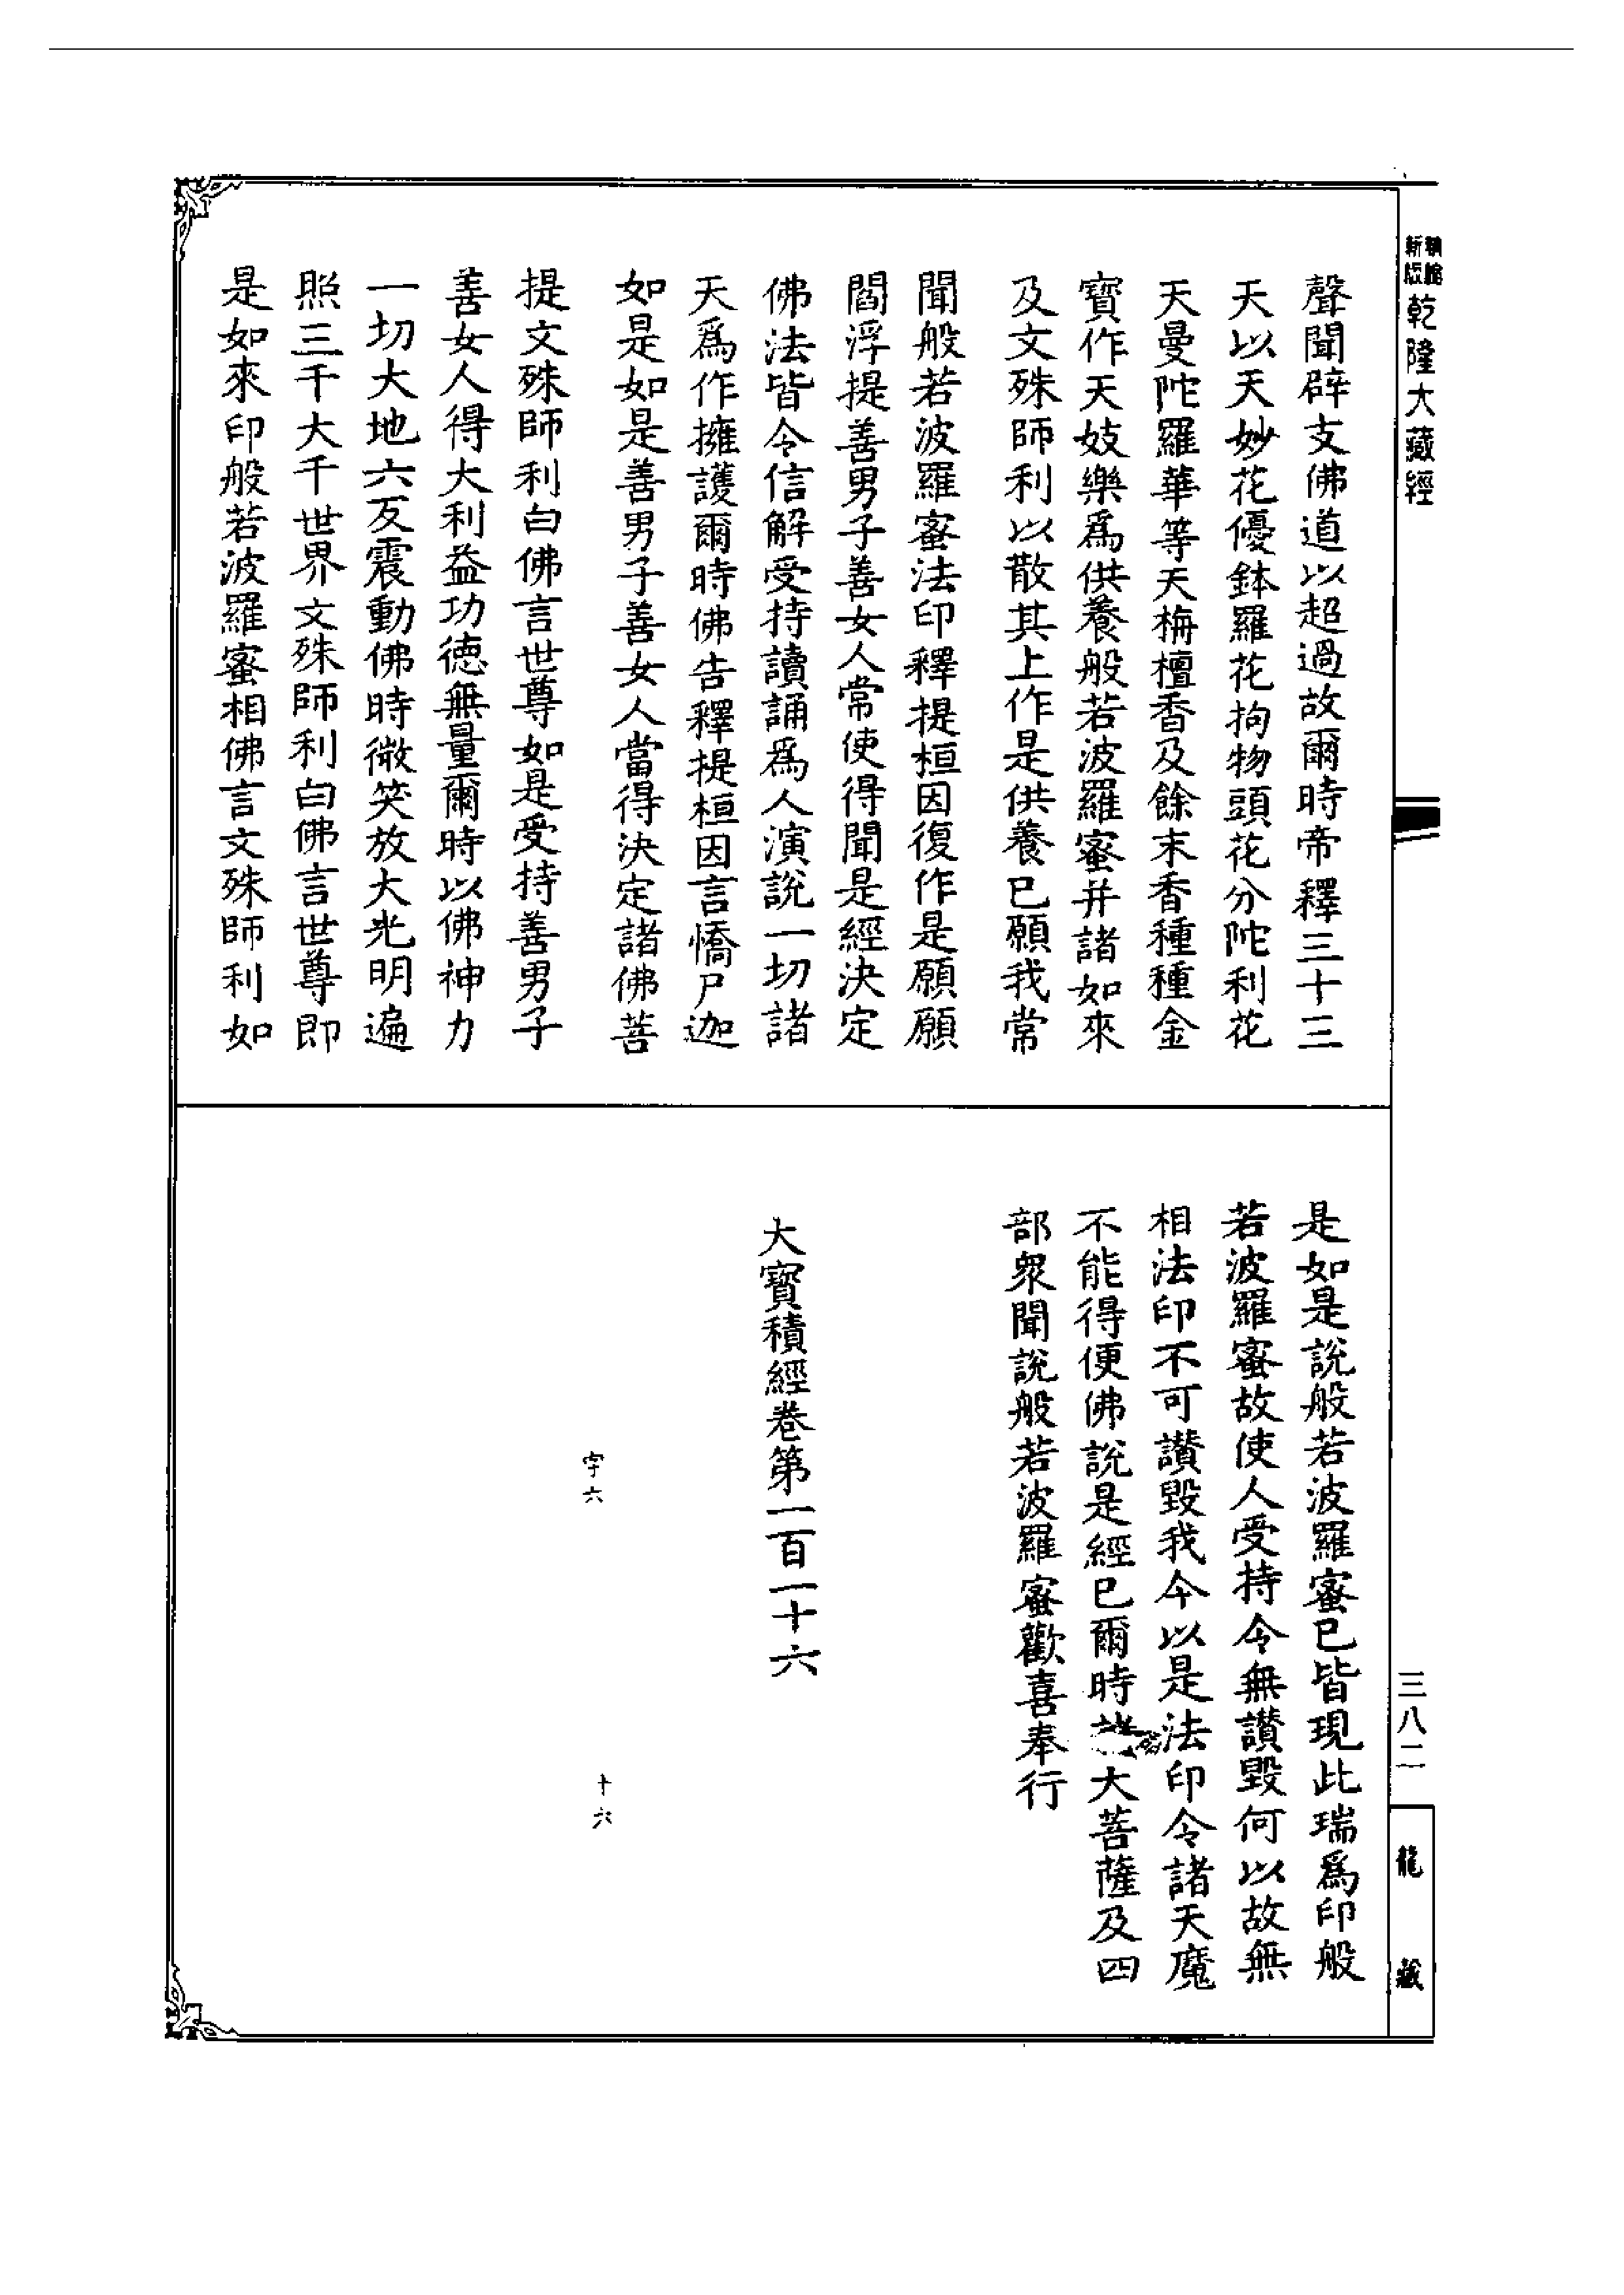 乾隆大藏經
聲聞辟支佛道以超過故爾時帝釋三十三
天以天妙花優鉢羅花拘物頭花分陀利花
天曼陀羅華等天栴檀香及餘末香種種金
寶作天妓樂爲供養般若波羅蜜并諸如來
及文殊師利以散其上作是供養已願我常
聞般若波羅蜜法印釋提桓因復作是願願
閻浮提善男子善女人常使得聞是經決定
佛法皆令信解受持讀誦爲人演說一切諸
天爲作擁護爾時佛告釋提桓因言憍尸迦
如是如是善男子善女人當得決定諸佛菩
提文殊師利白佛言世尊如是受持善男子
善女人得大利益功德無量爾時以佛神力
一切大地六反震動佛時微笑放大光明遍
照三千大千世界文殊師利白佛言世尊即
是如來印般若波羅蜜相佛言文殊師利如
是如是說般若波羅蜜已皆現此瑞爲印般
若波羅蜜故使人受持令無讃毀何以故無
相法印不可讃毀我今以是法印令諸天魔
不能得便佛說是經已爾時大菩薩及四
部衆聞說般若波羅蜜歡喜奉行
大寶積經卷第一百一十六
字六
十六
三八二
龍藏